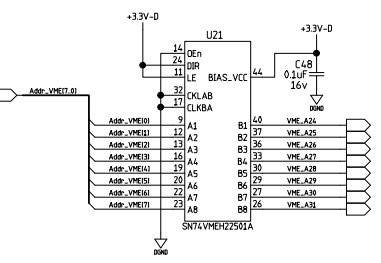 +3.3V-D
+3.3V-D
U21
14 OEn
24 DIR
11 LE BIAS_VCC 44
C48
0.1uF
16v
32 CKLAB
17 CLKBA
DGND
Addr_VME[7..0]
Addr_VME[0] 9 A1 B1 40 VME_A24
Addr_VME[1] 12 A2 B2 37 VME_A25
Addr_VME[2] 13 A3 B3 36 VME_A26
Addr_VME[3] 16 A4 B4 33 VME_A27
Addr_VME[4] 19 A5 B5 30 VME_A28
Addr_VME[5] 20 A6 B6 29 VME_A29
Addr_VME[6] 22 A7 B7 27 VME_A30
Addr_VME[7] 23 A8 B8 26 VME_A31
SN74VMEH22501A
DGND